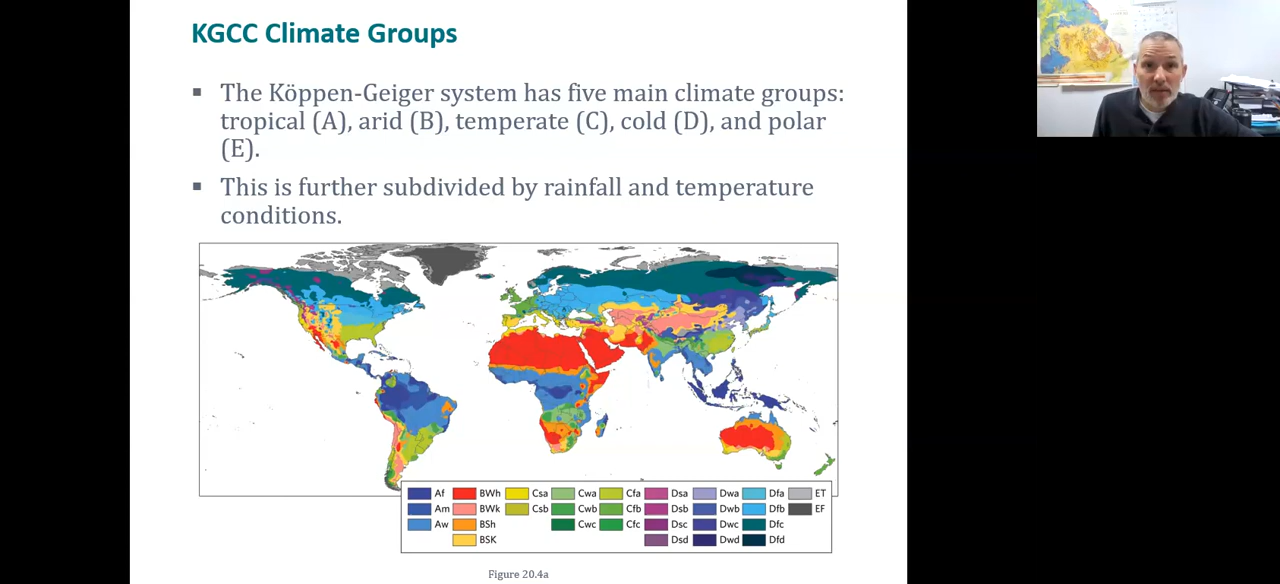 KGCC Climate Groups
▪ The Köppen-Geiger system has five main climate groups:
tropical (A), arid (B), temperate (C), cold (D), and polar
(E).
▪ This is further subdivided by rainfall and temperature
conditions.
Af BWh Csa Cwa Cfa Dsa Dwa Dfa ET
Am BWk Csb Cwb Cfb Dsb Dwb Dfb EF
Aw BSh Cwc Cfc Dsc Dwc Dfc
BSK Dsd Dwd Dfd
Figure 20.4a